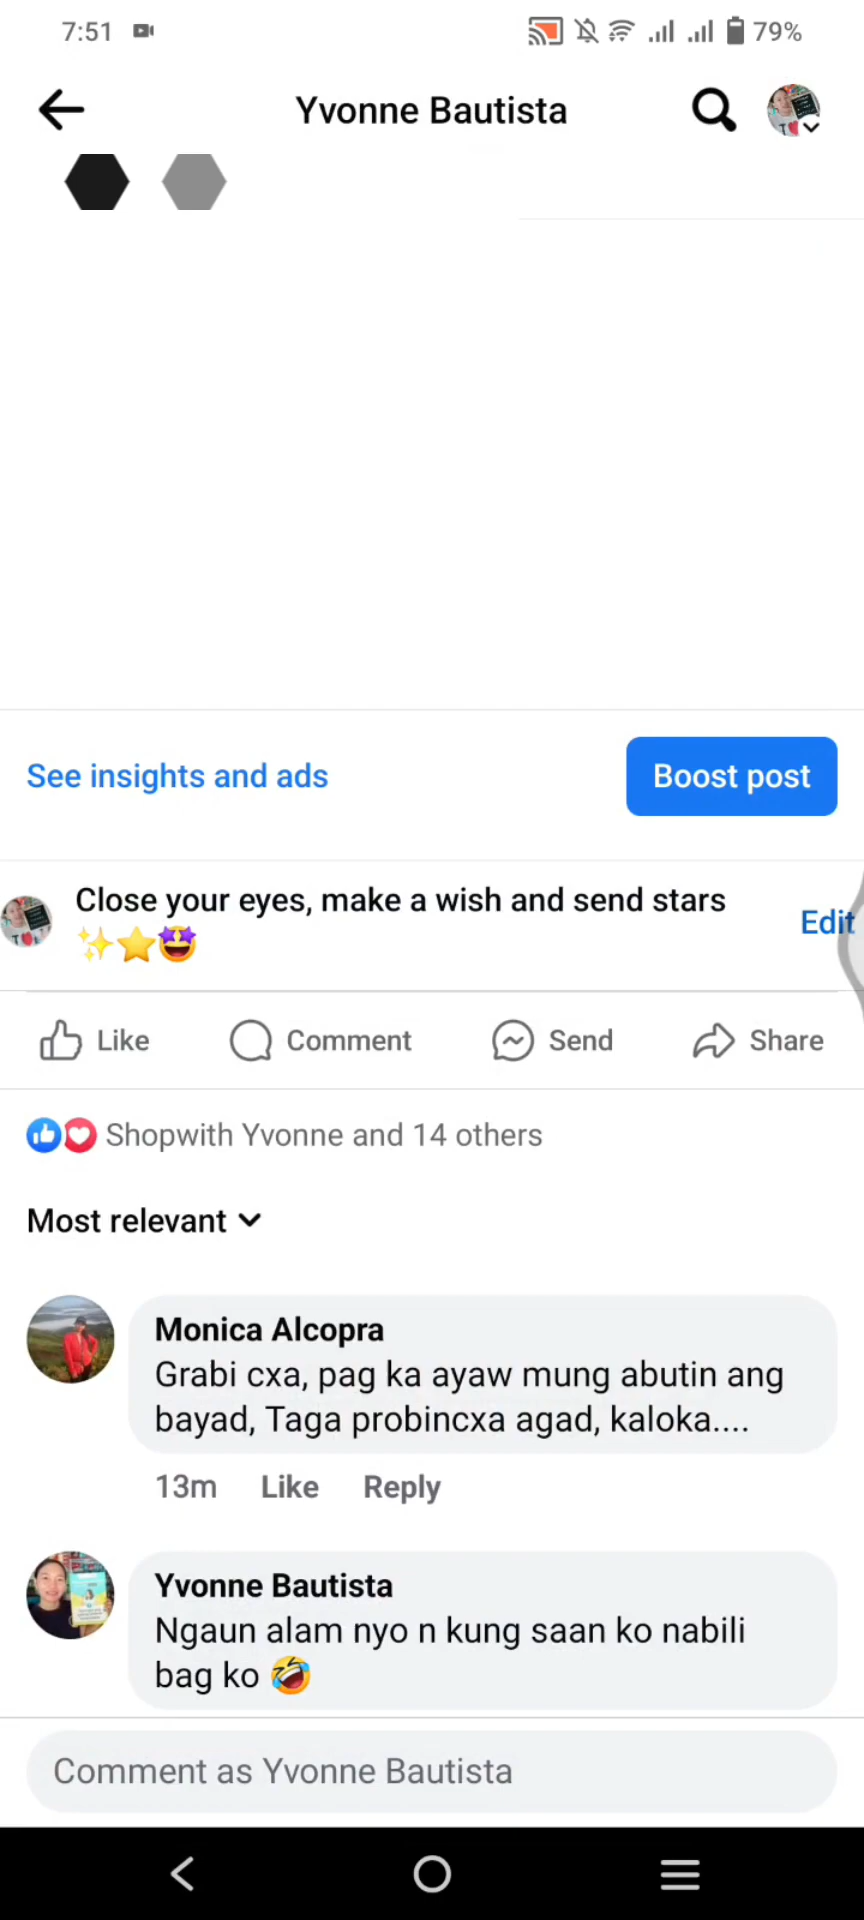 7:51
79%
Yvonne Bautista
See insights and ads
Boost post
Close your eyes, make a wish and send stars
✨⭐🤩
Edit
Like
Comment
Send
Share
Shopwith Yvonne and 14 others
Most relevant
Monica Alcopra
Grabi cxa, pag ka ayaw mung abutin ang
bayad, Taga probincxa agad, kaloka....
13m Like Reply
Yvonne Bautista
Ngaun alam nyo n kung saan ko nabili
bag ko 🤣
Comment as Yvonne Bautista